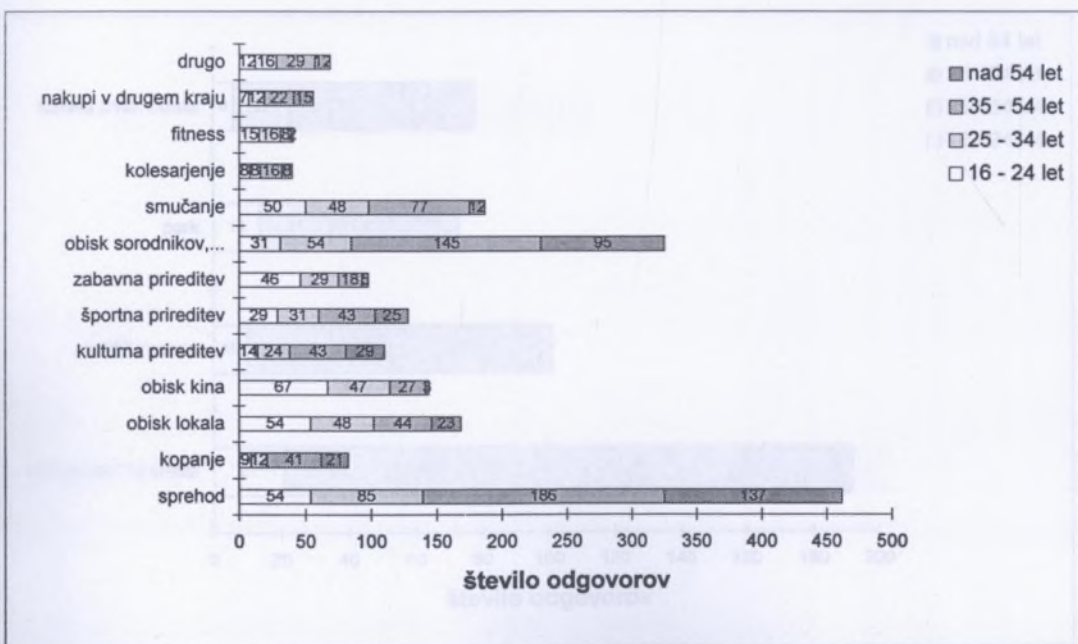 drugo 12 16 29 12
nakupi v drugem kraju 7 12 22 15
fitness 15 16 8 2
kolesarjenje 8 8 16 8
smučanje 50 48 77 12
obisk sorodnikov,... 31 54 145 95
zabavna prireditev 46 29 18
športna prireditev 29 31 43 25
kulturna prireditev 14 24 43 29
obisk kina 67 47 27
obisk lokala 54 48 44 23
kopanje 9 12 41 21
sprehod 54 85 186 137
0 50 100 150 200 250 300 350 400 450 500
število odgovorov
nad 54 let
35 - 54 let
25 - 34 let
16 - 24 let